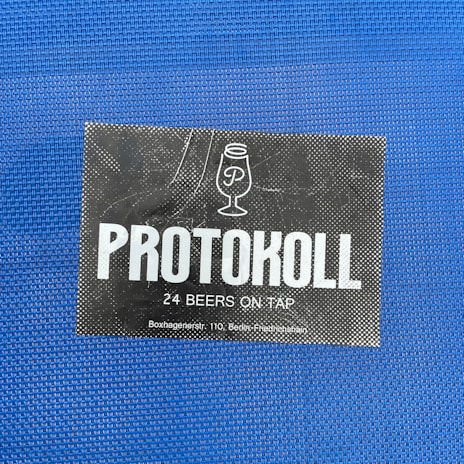 P
PROTOKOLL
24 BEERS ON TAP
Boxhagenerstr. 110, Berlin-Friedrichshain